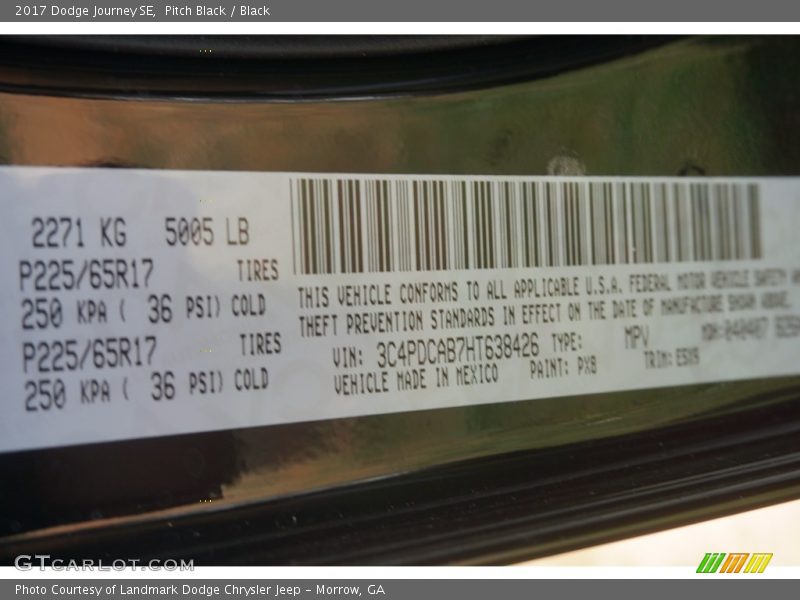 2017 Dodge Journey SE, Pitch Black / Black
2271 KG 5005 LB
P225/65R17 TIRES
250 KPA ( 36 PSI) COLD
P225/65R17 TIRES
250 KPA ( 36 PSI) COLD
THIS VEHICLE CONFORMS TO ALL APPLICABLE U.S.A. FEDERAL MOTOR VEHICLE SAFETY
THEFT PREVENTION STANDARDS IN EFFECT ON THE DATE OF MANUFACTURE SHOWN ABOVE.
VIN: 3C4PDCAB7HT638426 TYPE: MPV
VEHICLE MADE IN MEXICO PAINT: PX8 TRIM:
GTCARLOT.COM
Photo Courtesy of Landmark Dodge Chrysler Jeep – Morrow, GA